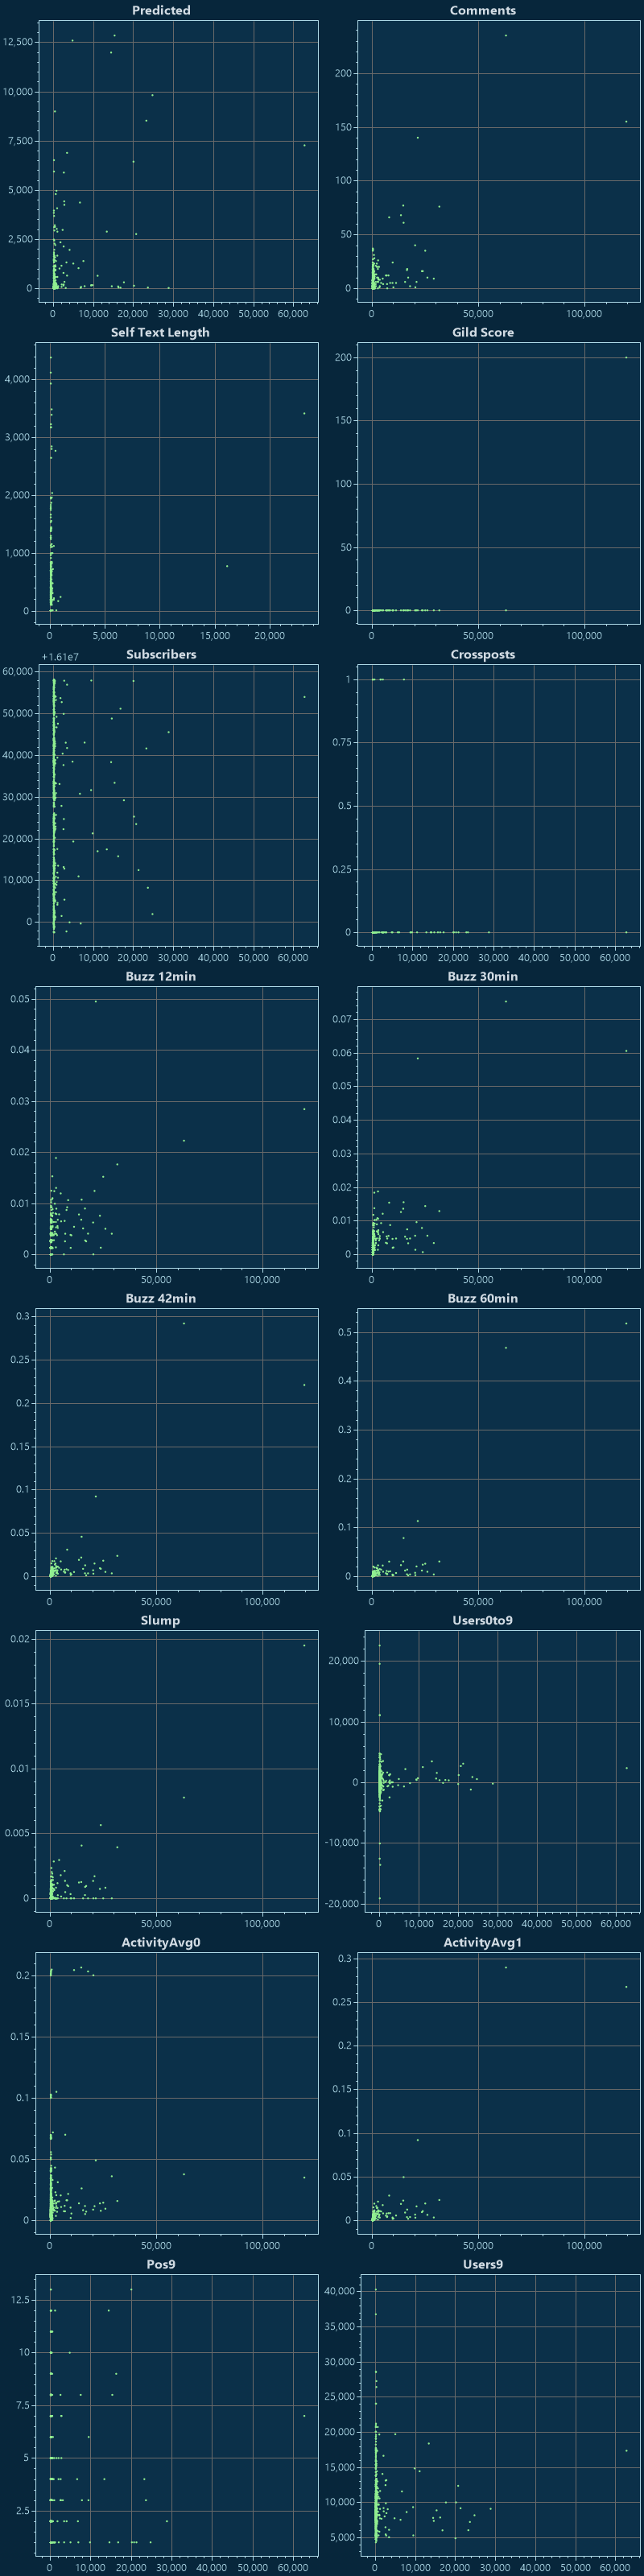 Predicted
12,500
10,000
7,500
5,000
2,500
0
0 10,000 20,000 30,000 40,000 50,000 60,000
Comments
200
150
100
50
0
0 50,000 100,000
Self Text Length
4,000
3,000
2,000
1,000
0
0 5,000 10,000 15,000 20,000
Gild Score
200
150
100
50
0
0 50,000 100,000
Subscribers
+1.61e7
60,000
50,000
40,000
30,000
20,000
10,000
0
0 10,000 20,000 30,000 40,000 50,000 60,000
Crossposts
1
0.75
0.5
0.25
0
0 10,000 20,000 30,000 40,000 50,000 60,000
Buzz 12min
0.05
0.04
0.03
0.02
0.01
0
0 50,000 100,000
Buzz 30min
0.07
0.06
0.05
0.04
0.03
0.02
0.01
0
0 50,000 100,000
Buzz 42min
0.3
0.25
0.2
0.15
0.1
0.05
0
0 50,000 100,000
Buzz 60min
0.5
0.4
0.3
0.2
0.1
0
0 50,000 100,000
Slump
0.02
0.015
0.01
0.005
0
0 50,000 100,000
Users0to9
20,000
10,000
0
-10,000
-20,000
0 10,000 20,000 30,000 40,000 50,000 60,000
ActivityAvg0
0.2
0.15
0.1
0.05
0
0 50,000 100,000
ActivityAvg1
0.3
0.25
0.2
0.15
0.1
0.05
0
0 50,000 100,000
Pos9
12.5
10
7.5
5
2.5
0 10,000 20,000 30,000 40,000 50,000 60,000
Users9
40,000
35,000
30,000
25,000
20,000
15,000
10,000
5,000
0 10,000 20,000 30,000 40,000 50,000 60,000